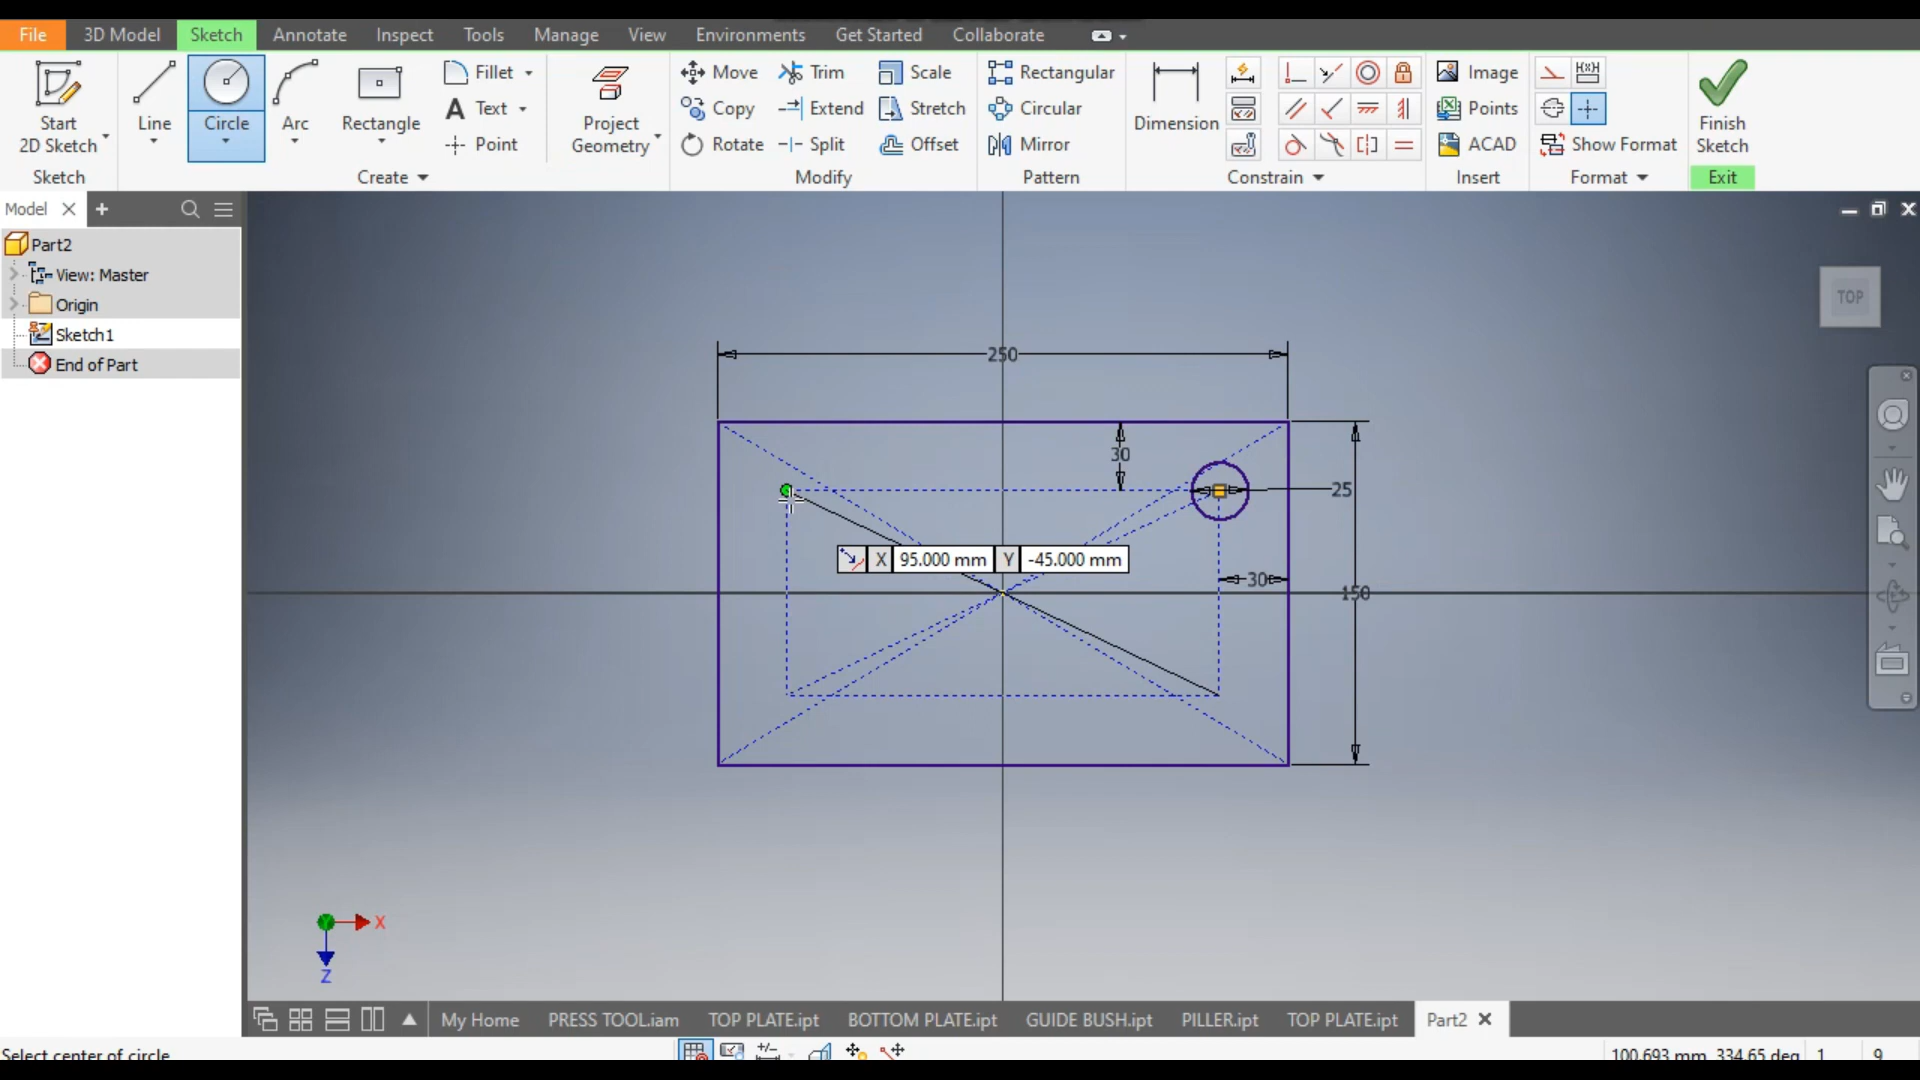 File 3D Model Sketch Annotate Inspect Tools Manage View Environments Get Started Collaborate
Start
2D Sketch
Line
Circle
Arc
Rectangle
Fillet
Text
Point
Project
Geometry
Move
Trim
Scale
Copy
Extend
Stretch
Rotate
Split
Offset
Rectangular
Circular
Mirror
Dimension
Image
Points
ACAD
Show Format
Finish
Sketch
Sketch
Create
Modify
Pattern
Constrain
Insert
Format
Exit
Model
Part2
View: Master
Origin
Sketch1
End of Part
TOP
250
30
25
X 95.000 mm Y -45.000 mm
30
150
X
Z
My Home PRESS TOOL.iam TOP PLATE.ipt BOTTOM PLATE.ipt GUIDE BUSH.ipt PILLER.ipt TOP PLATE.ipt Part2
Select center of circle
100.693 mm, 334.65 deg 1 9